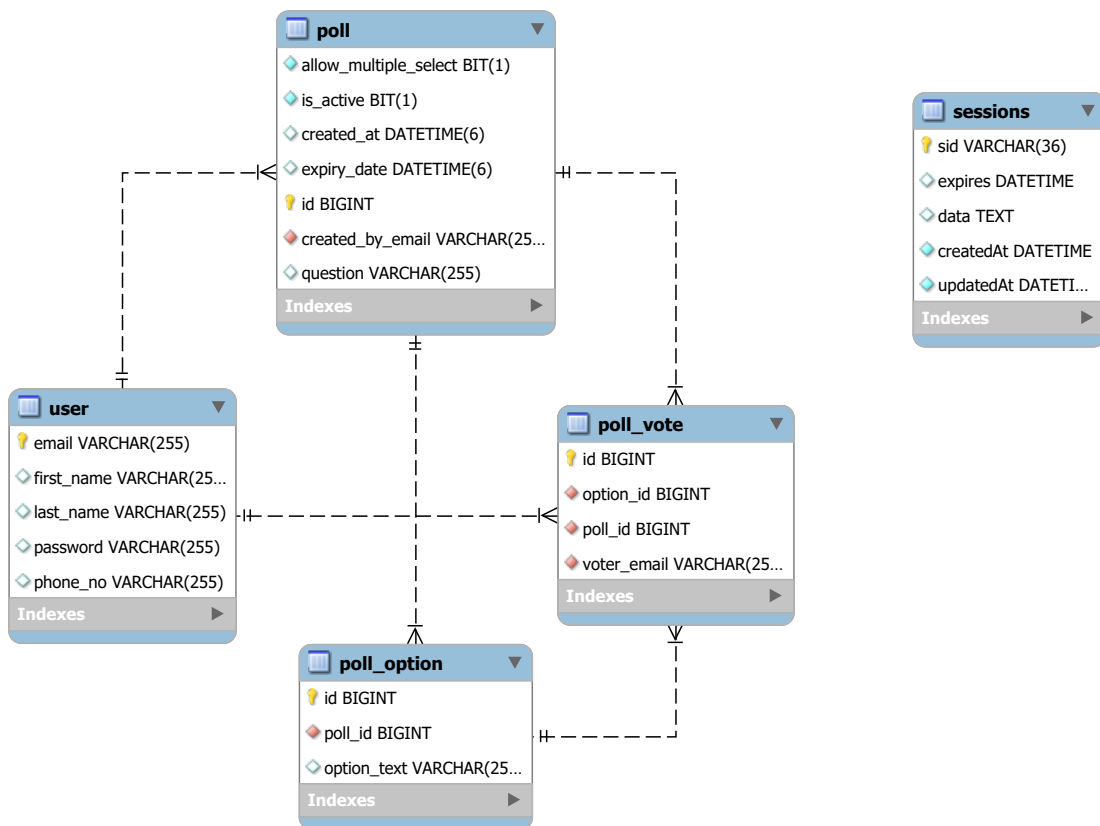 poll
allow_multiple_select BIT(1)
is_active BIT(1)
created_at DATETIME(6)
expiry_date DATETIME(6)
id BIGINT
created_by_email VARCHAR(25...
question VARCHAR(255)
Indexes
sessions
sid VARCHAR(36)
expires DATETIME
data TEXT
createdAt DATETIME
updatedAt DATETI...
Indexes
user
email VARCHAR(255)
first_name VARCHAR(25...
last_name VARCHAR(255)
password VARCHAR(255)
phone_no VARCHAR(255)
Indexes
poll_vote
id BIGINT
option_id BIGINT
poll_id BIGINT
voter_email VARCHAR(25...
Indexes
poll_option
id BIGINT
poll_id BIGINT
option_text VARCHAR(25...
Indexes